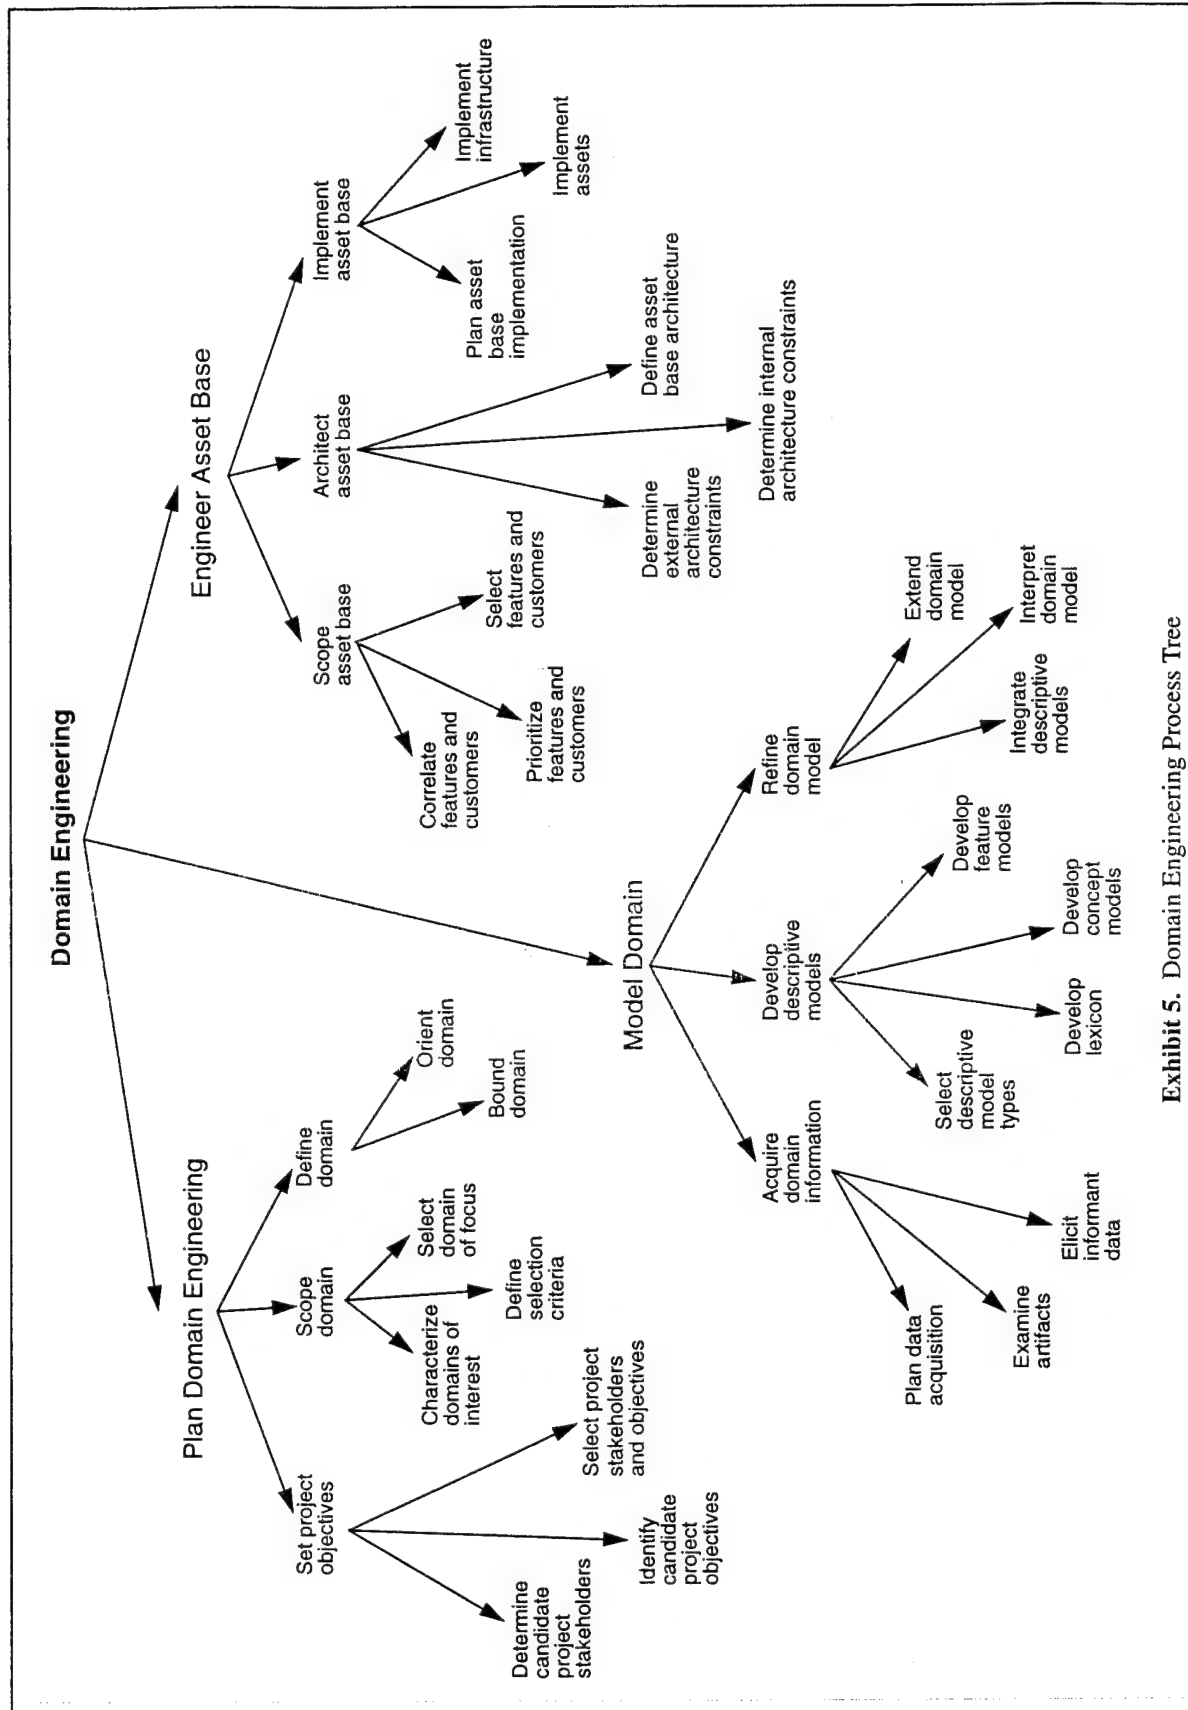 Domain Engineering
Plan Domain Engineering
Set project
objectives
Determine
candidate
project
stakeholders
Identify
candidate
project
objectives
Select project
stakeholders
and objectives
Scope
domain
Characterize
domains of
interest
Define
selection
criteria
Select
domain
of focus
Define
domain
Bound
domain
Orient
domain
Model Domain
Acquire
domain
information
Plan data
acquisition
Examine
artifacts
Elicit
informant
data
Develop
descriptive
models
Select
descriptive
model
types
Develop
lexicon
Develop
concept
models
Develop
feature
models
Refine
domain
model
Integrate
descriptive
models
Interpret
domain
model
Extend
domain
model
Engineer Asset Base
Scope
asset base
Correlate
features and
customers
Prioritize
features and
customers
Select
features and
customers
Architect
asset base
Determine
external
architecture
constraints
Determine internal
architecture constraints
Define asset
base architecture
Implement
asset base
Plan asset
base
implementation
Implement
assets
Implement
infrastructure
Exhibit 5. Domain Engineering Process Tree